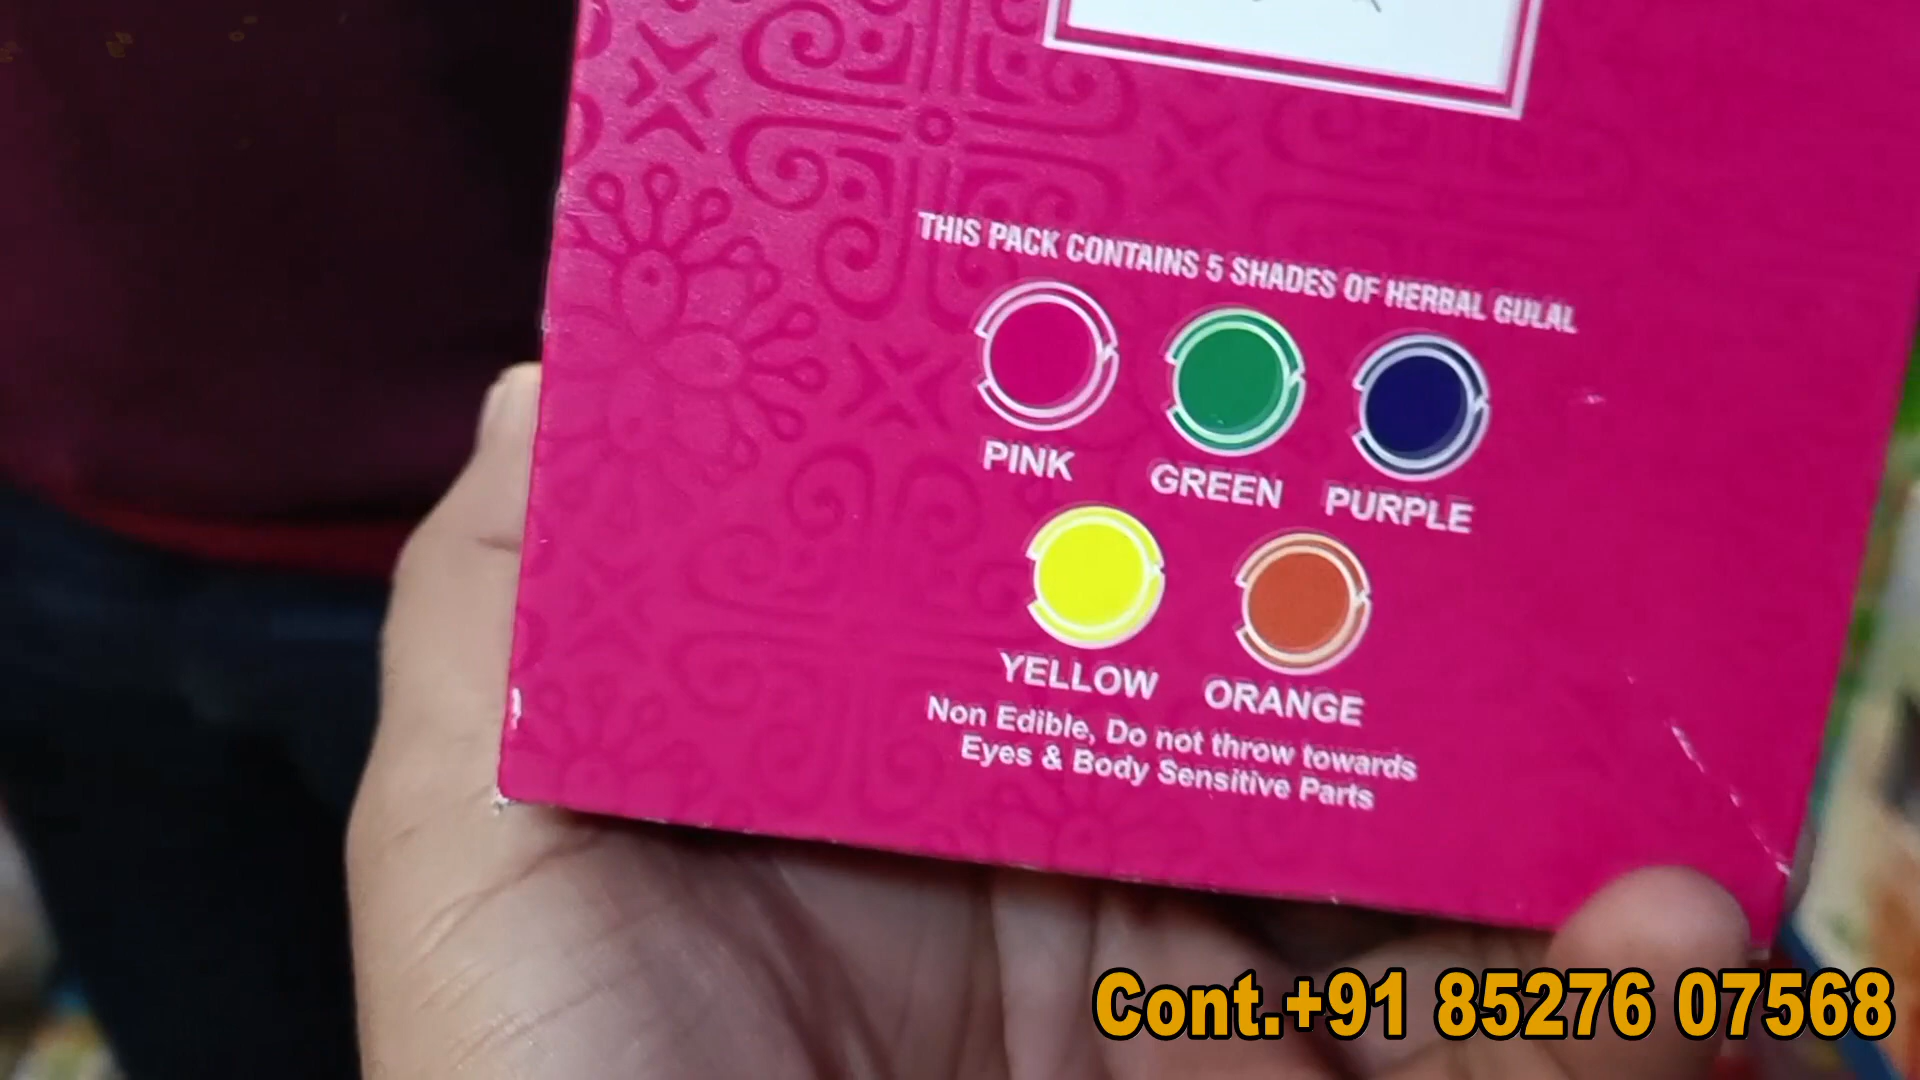 THIS PACK CONTAINS 5 SHADES OF HERBAL GULAL
PINK GREEN PURPLE
YELLOW ORANGE
Non Edible, Do not throw towards
Eyes & Body Sensitive Parts
Cont.+91 85276 07568